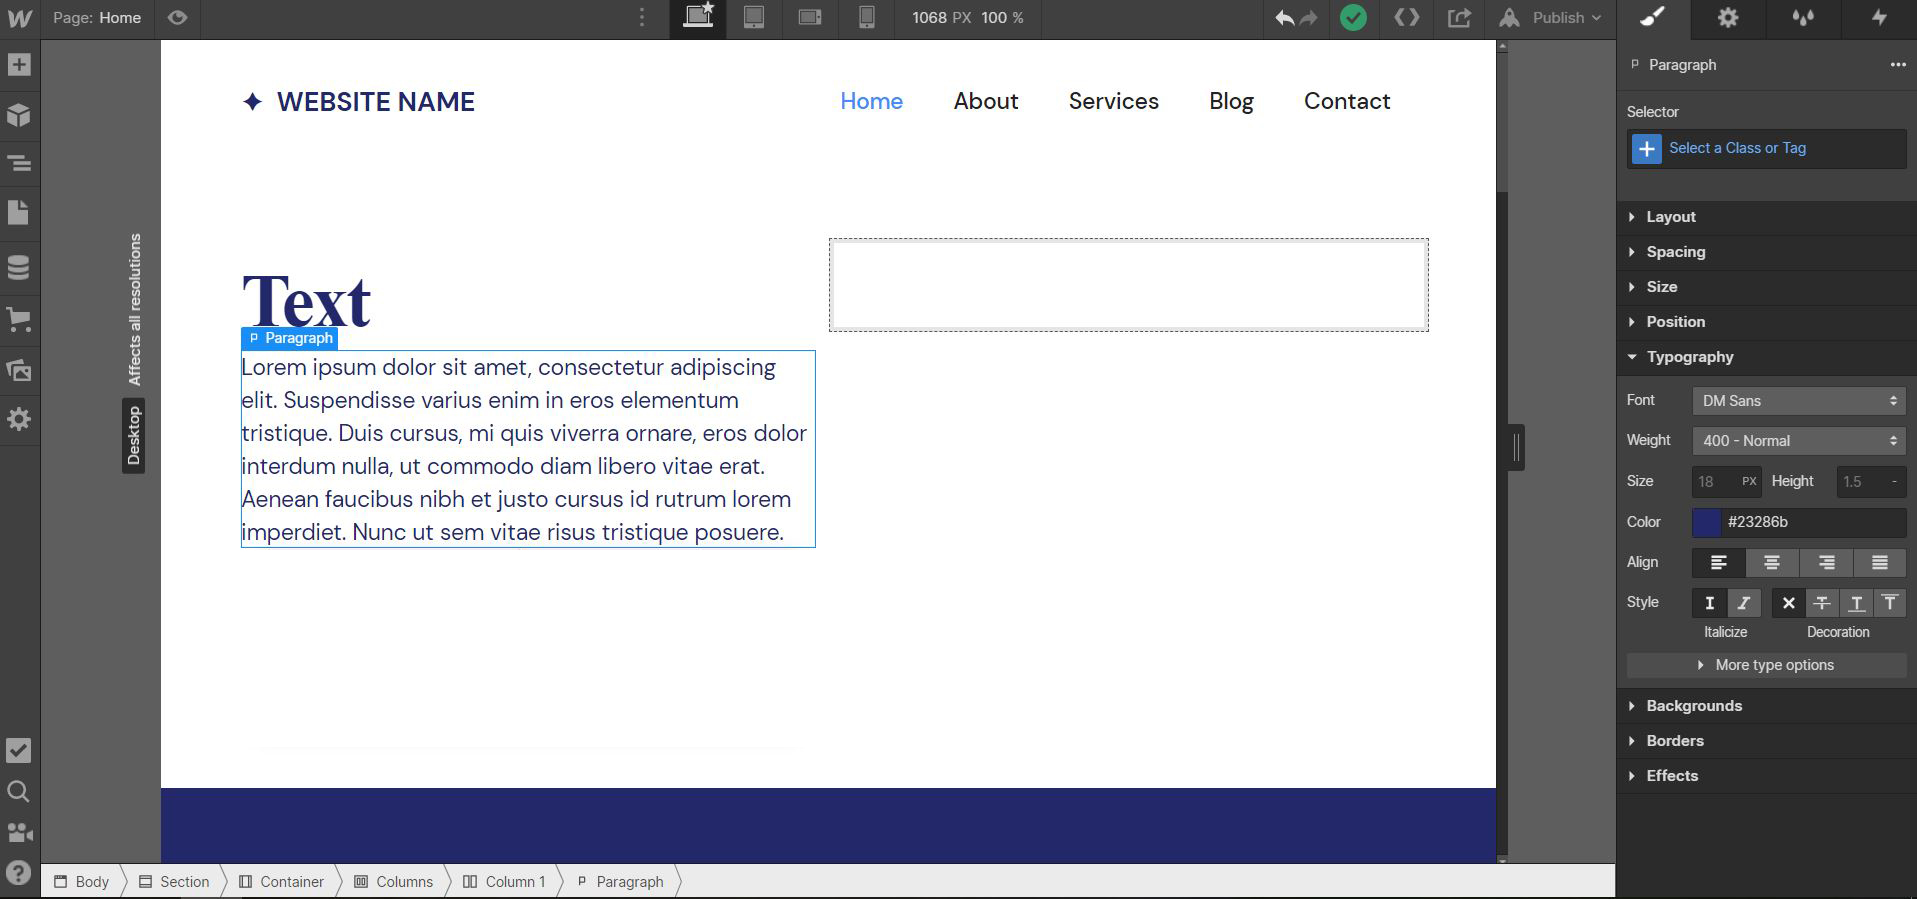 Page: Home
1068 PX 100 %
Publish
Affects all resolutions
Desktop
WEBSITE NAME
Home
About
Services
Blog
Contact
Text
Paragraph
Lorem ipsum dolor sit amet, consectetur adipiscing
elit. Suspendisse varius enim in eros elementum
tristique. Duis cursus, mi quis viverra ornare, eros dolor
interdum nulla, ut commodo diam libero vitae erat.
Aenean faucibus nibh et justo cursus id rutrum lorem
imperdiet. Nunc ut sem vitae risus tristique posuere.
Body
Section
Container
Columns
Column 1
Paragraph
Paragraph
Selector
Select a Class or Tag
Layout
Spacing
Size
Position
Typography
Font DM Sans
Weight 400 - Normal
Size 18 PX Height 1.5 -
Color #23286b
Align
Style
Italicize Decoration
More type options
Backgrounds
Borders
Effects